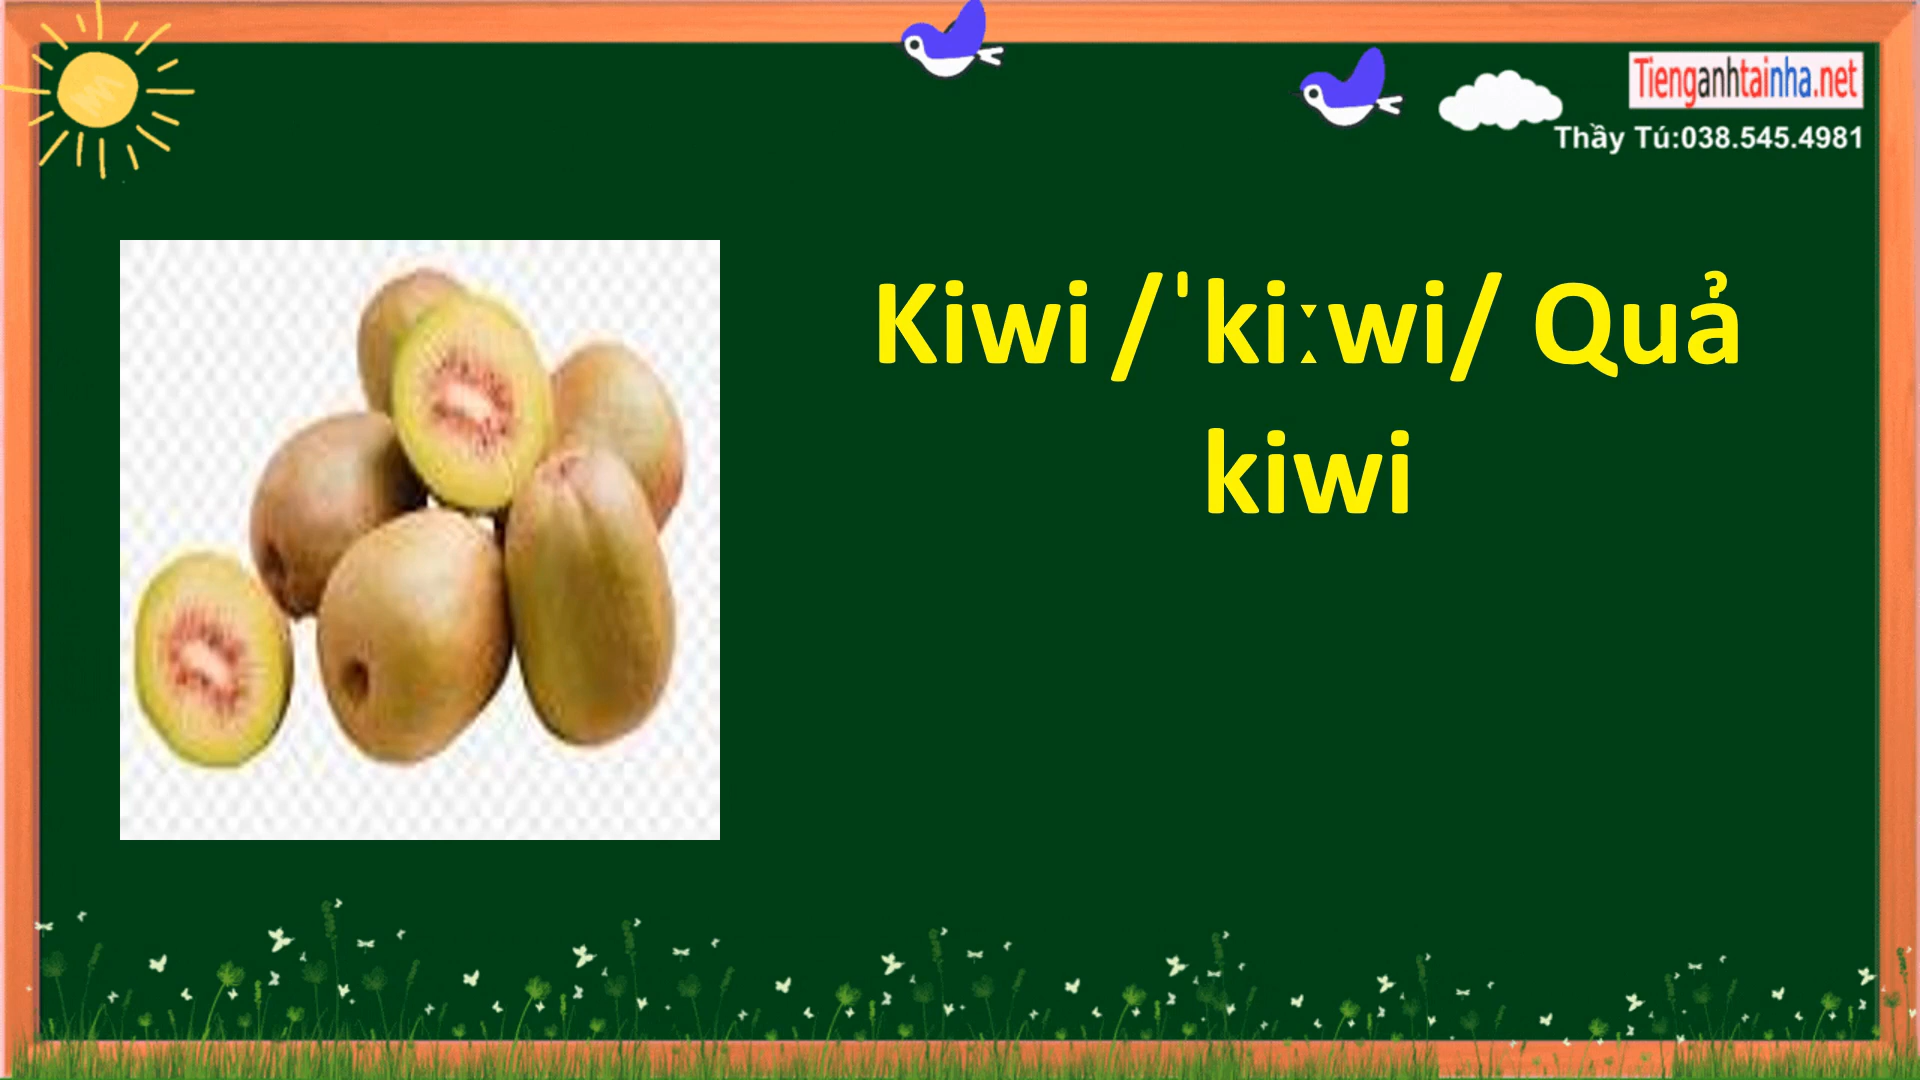 Tienganhtainha.net
Thầy Tú:038.545.4981
Kiwi /ˈkiːwi/ Quả
kiwi